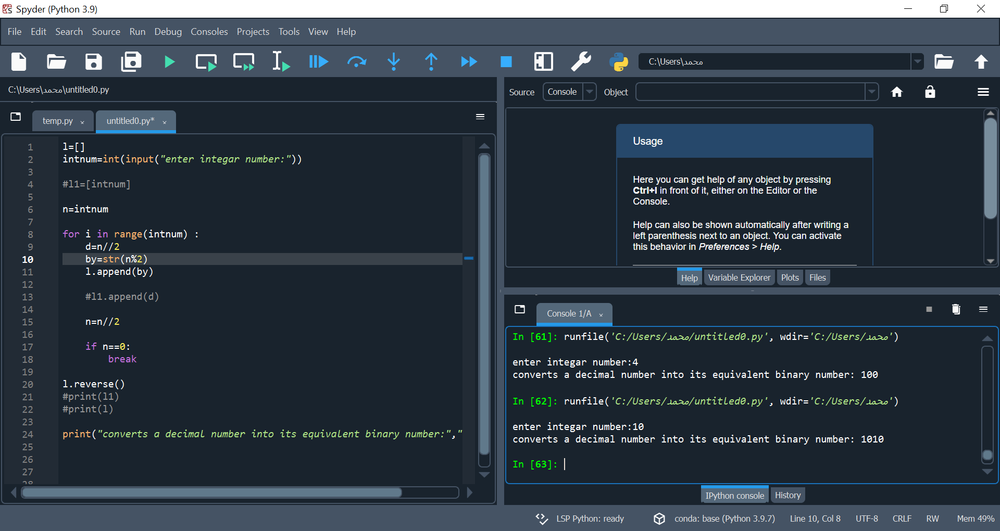 Spyder (Python 3.9)
File Edit Search Source Run Debug Consoles Projects Tools View Help
C:\Users\محمد
C:\Users\محمد\untitled0.py
temp.py
untitled0.py*
1 l=[]
2 intnum=int(input("enter integar number:"))
3
4 #l1=[intnum]
5
6 n=intnum
7
8 for i in range(intnum) :
9 d=n//2
10 by=str(n%2)
11 l.append(by)
12
13 #l1.append(d)
14
15 n=n//2
16
17 if n==0:
18 break
19
20 l.reverse()
21 #print(l1)
22 #print(l)
23
24 print("converts a decimal number into its equivalent binary number:","
25
26
27
28
Source Console Object
Usage
Here you can get help of any object by pressing
Ctrl+I in front of it, either on the Editor or the
Console.
Help can also be shown automatically after writing a
left parenthesis next to an object. You can activate
this behavior in Preferences > Help.
Help Variable Explorer Plots Files
Console 1/A
In [61]: runfile('C:/Users/محمد/untitled0.py', wdir='C:/Users/محمد')
enter integar number:4
converts a decimal number into its equivalent binary number: 100
In [62]: runfile('C:/Users/محمد/untitled0.py', wdir='C:/Users/محمد')
enter integar number:10
converts a decimal number into its equivalent binary number: 1010
In [63]:
IPython console History
LSP Python: ready conda: base (Python 3.9.7) Line 10, Col 8 UTF-8 CRLF RW Mem 49%